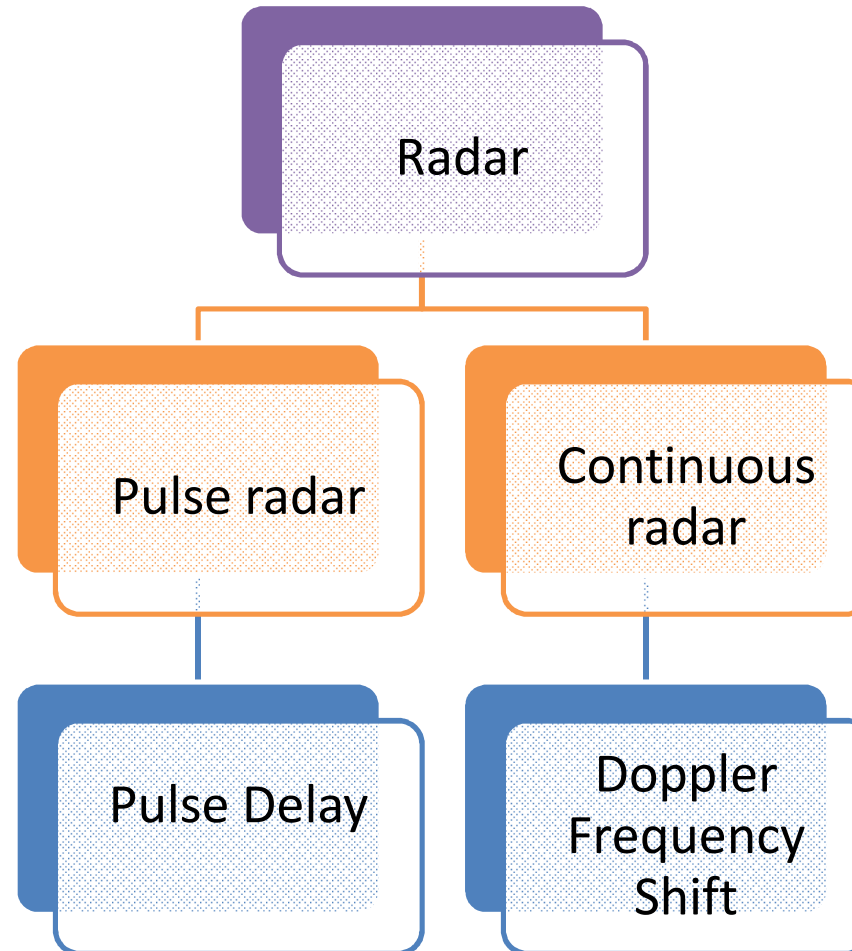 Radar
Pulse radar
Continuous
radar
Pulse Delay
Doppler
Frequency
Shift